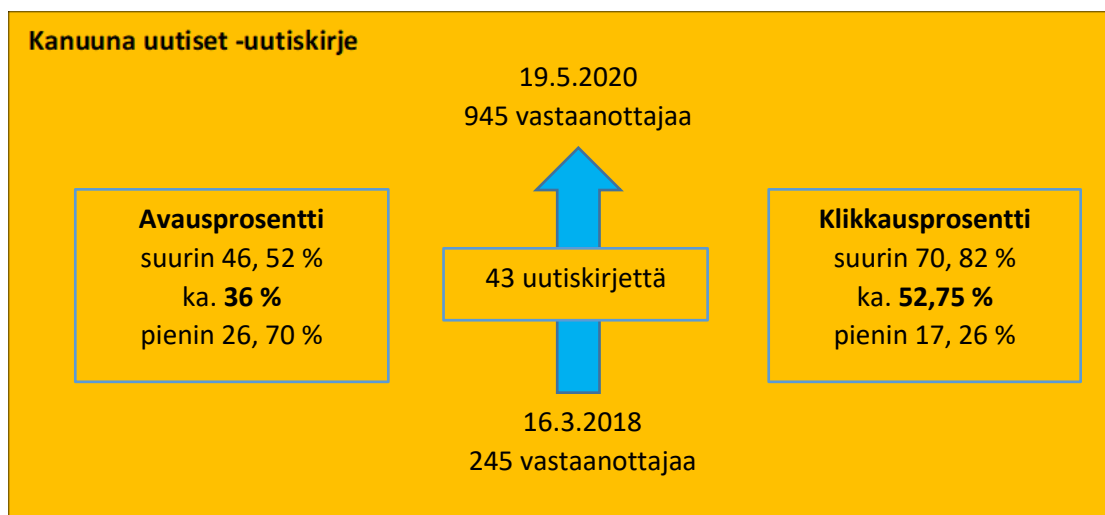 Kanuuna uutiset -uutiskirje
19.5.2020
945 vastaanottajaa
Avausprosentti
suurin 46, 52 %
ka. 36 %
pienin 26, 70 %
43 uutiskirjettä
Klikkausprosentti
suurin 70, 82 %
ka. 52,75 %
pienin 17, 26 %
16.3.2018
245 vastaanottajaa